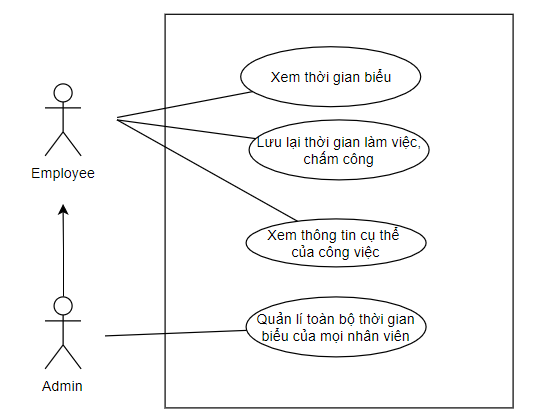 Xem thời gian biểu
Lưu lại thời gian làm việc,
chấm công
Employee
Xem thông tin cụ thể
của công việc
Quản lí toàn bộ thời gian
biểu của mọi nhân viên
Admin